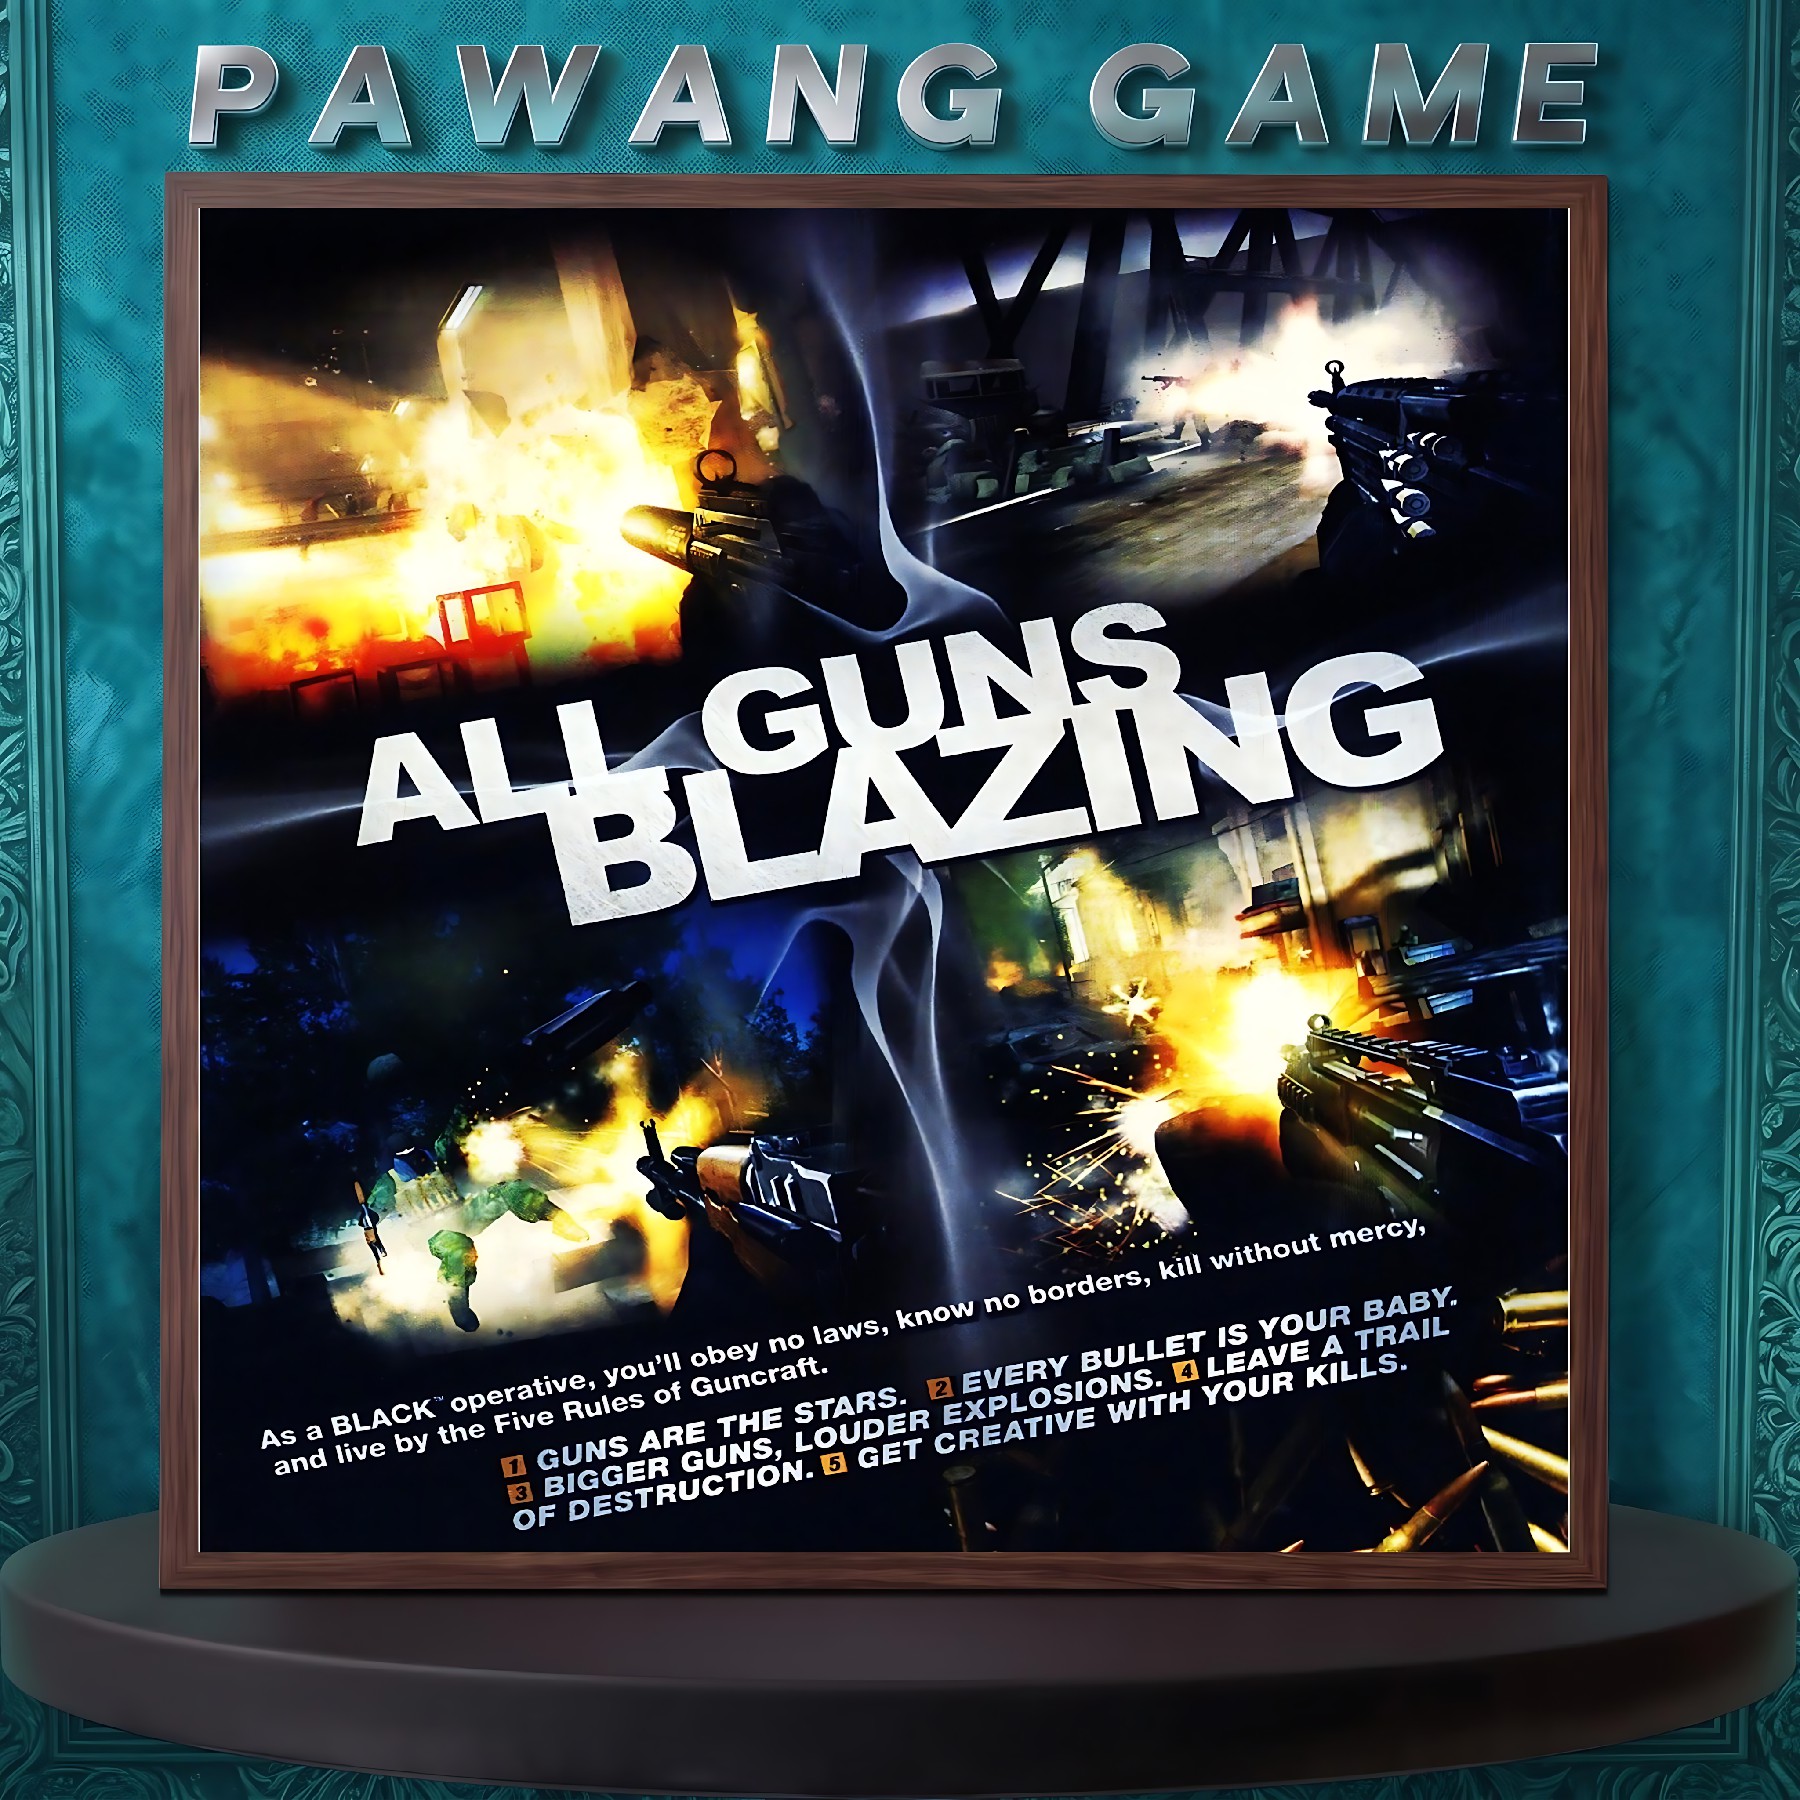 PAWANG GAME
ALL GUNS
BLAZING
As a BLACK™ operative, you'll obey no laws, know no borders, kill without mercy,
and live by the Five Rules of Guncraft.
1 GUNS ARE THE STARS. 2 EVERY BULLET IS YOUR BABY.
3 BIGGER GUNS, LOUDER EXPLOSIONS. 4 LEAVE A TRAIL
OF DESTRUCTION. 5 GET CREATIVE WITH YOUR KILLS.